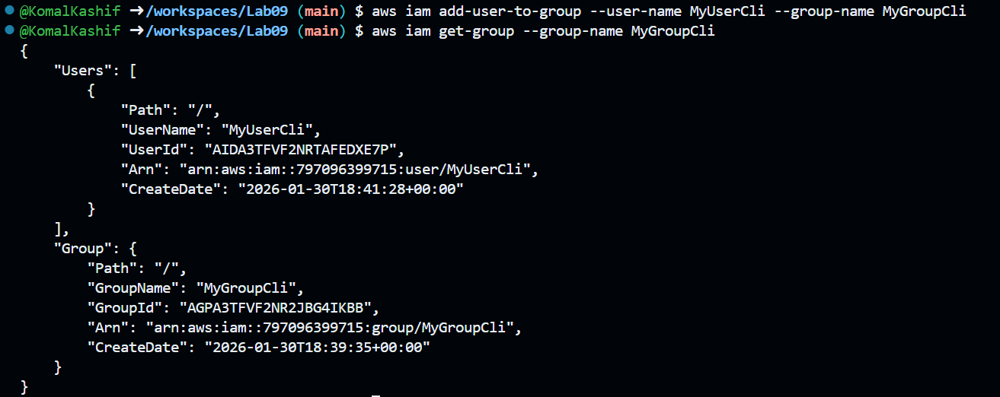 @KomalKashif ➜/workspaces/Lab09 (main) $ aws iam add-user-to-group --user-name MyUserCli --group-name MyGroupCli
@KomalKashif ➜/workspaces/Lab09 (main) $ aws iam get-group --group-name MyGroupCli
{
    "Users": [
        {
            "Path": "/",
            "UserName": "MyUserCli",
            "UserId": "AIDA3TFVF2NRTAFEDXE7P",
            "Arn": "arn:aws:iam::797096399715:user/MyUserCli",
            "CreateDate": "2026-01-30T18:41:28+00:00"
        }
    ],
    "Group": {
        "Path": "/",
        "GroupName": "MyGroupCli",
        "GroupId": "AGPA3TFVF2NR2JBG4IKBB",
        "Arn": "arn:aws:iam::797096399715:group/MyGroupCli",
        "CreateDate": "2026-01-30T18:39:35+00:00"
    }
}